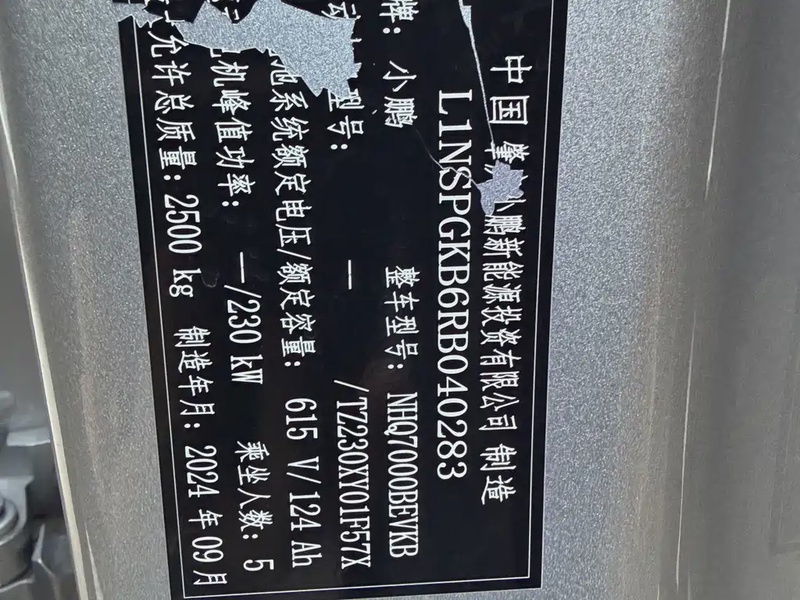 中国 肇 小鹏新能源投资有限公司 制造
L1NSPGKB6RB040283
牌: 小鹏 整车型号: NHQ7000BEVKB
型号: — /TZ230XY01F57X
池系统额定电压/额定容量: 615 V/124 Ah
机峰值功率: —/230 kW 乘坐人数: 5
允许总质量: 2500 kg 制造年月: 2024 年 09 月